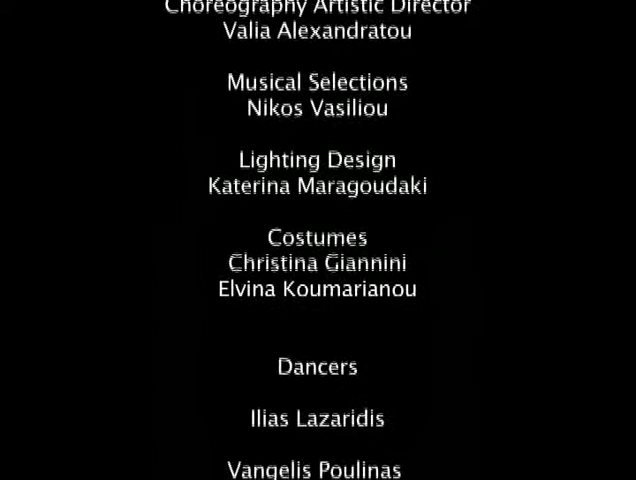 Choreography Artistic Director
Valia Alexandratou
Musical Selections
Nikos Vasiliou
Lighting Design
Katerina Maragoudaki
Costumes
Christina Giannini
Elvina Koumarianou
Dancers
Ilias Lazaridis
Vangelis Poulinas